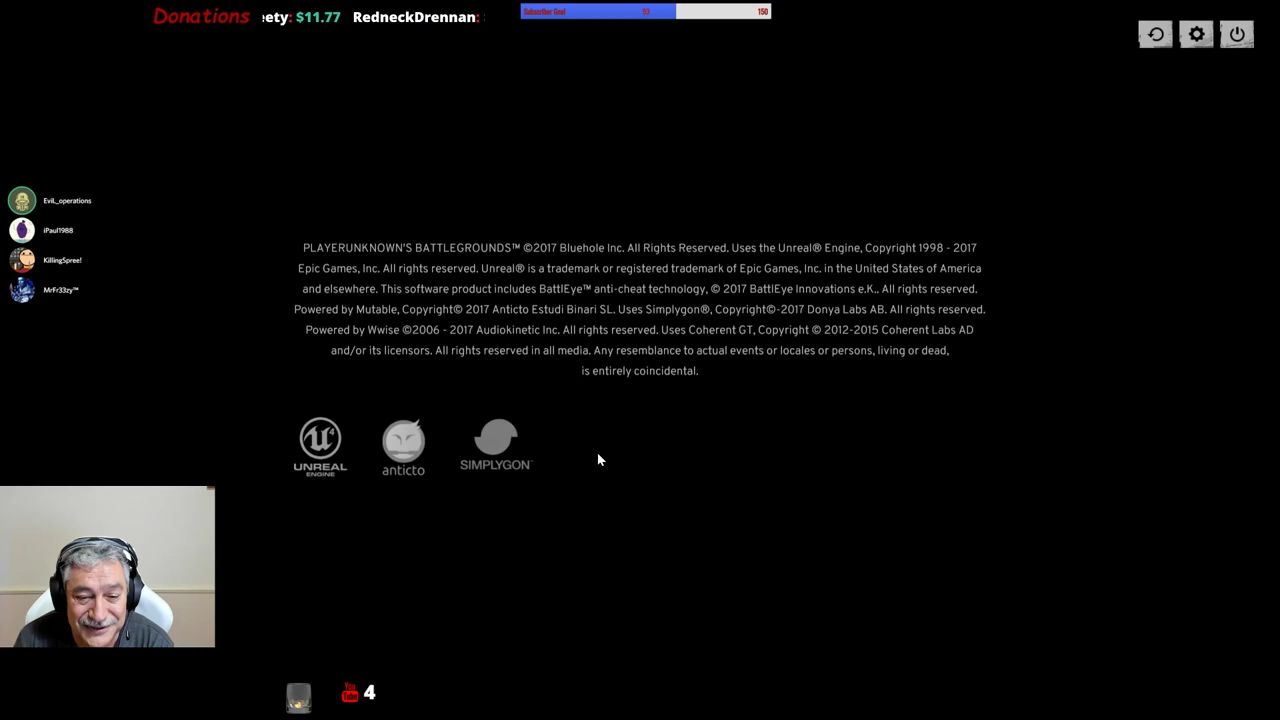 Donations
ety: $11.77 RedneckDrennan:
93
150
Evil_operations
iPaul1988
KillingSpree!
MrFr33zy™
PLAYERUNKNOWN'S BATTLEGROUNDS™ ©2017 Bluehole Inc. All Rights Reserved. Uses the Unreal® Engine, Copyright 1998 - 2017
Epic Games, Inc. All rights reserved. Unreal® is a trademark or registered trademark of Epic Games, Inc. in the United States of America
and elsewhere. This software product includes BattlEye™ anti-cheat technology, © 2017 BattlEye Innovations e.K.. All rights reserved.
Powered by Mutable, Copyright© 2017 Anticto Estudi Binari SL. Uses Simplygon®, Copyright©-2017 Donya Labs AB. All rights reserved.
Powered by Wwise ©2006 - 2017 Audiokinetic Inc. All rights reserved. Uses Coherent GT, Copyright © 2012-2015 Coherent Labs AD
and/or its licensors. All rights reserved in all media. Any resemblance to actual events or locales or persons, living or dead,
is entirely coincidental.
UNREAL
ENGINE
anticto
SIMPLYGON
You
Tube
4